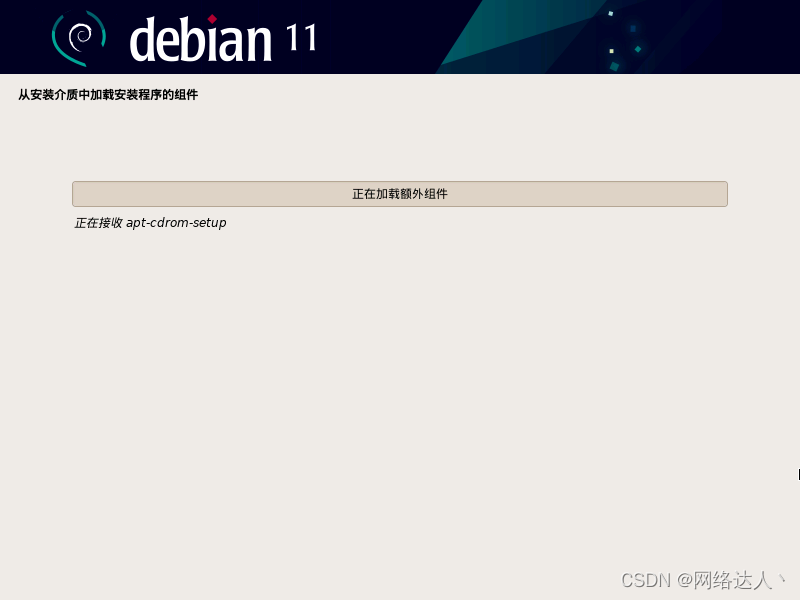 debian 11
从安装介质中加载安装程序的组件
正在加载额外组件
正在接收 apt-cdrom-setup
CSDN @网络达人丶